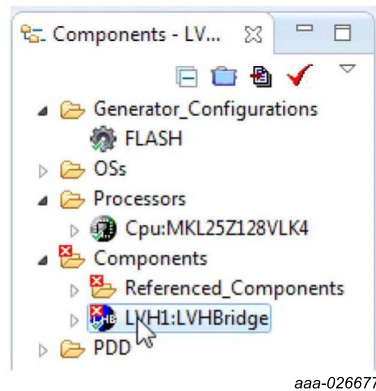 Components - LV...
Generator_Configurations
FLASH
OSs
Processors
Cpu:MKL25Z128VLK4
Components
Referenced_Components
LVH1:LVHBridge
PDD
aaa-026677